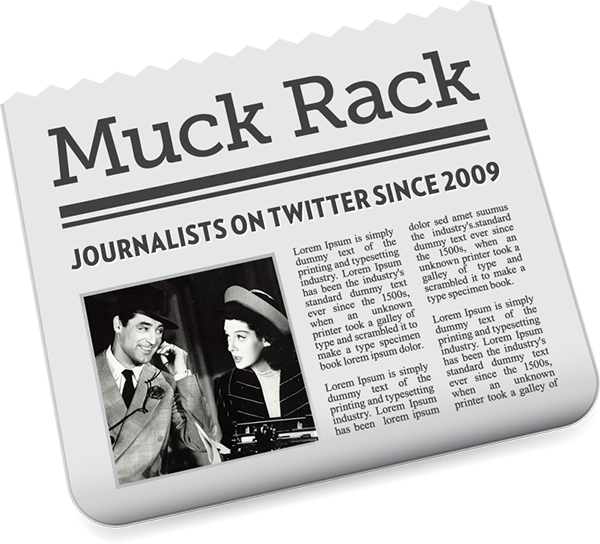 Muck Rack
JOURNALISTS ON TWITTER SINCE 2009
Lorem Ipsum is simply
dummy text of the
printing and typesetting
industry. Lorem Ipsum
has been the industry's
standard dummy text
ever since the 1500s,
when an unknown
printer took a galley of
type and scrambled it to
make a type specimen
book lorem ipsum dolor.
Lorem Ipsum is simply
dummy text of the
printing and typesetting
industry. Lorem Ipsum
has been lorem ipsum
dolor sed amet suumus
the industry's.standard
dummy text ever since
the 1500s, when an
unknown printer took a
galley of type and
scrambled it to make a
type specimen book.
Lorem Ipsum is simply
dummy text of the
printing and typesetting
industry. Lorem Ipsum
has been the industry's
standard dummy text
ever since the 1500s,
when an unknown
printer took a galley of